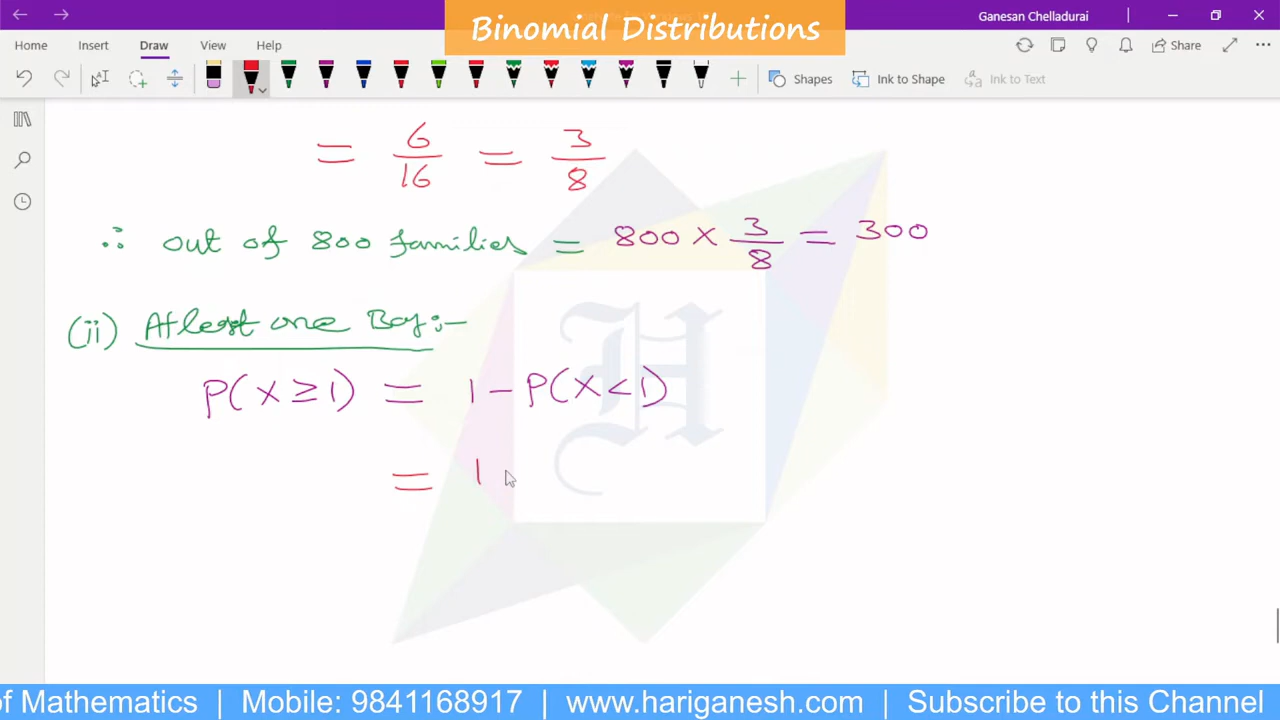 Binomial Distributions
Ganesan Chelladurai
Home Insert Draw View Help
Share
Shapes Ink to Shape Ink to Text
= 6/16 = 3/8
∴ out of 800 families = 800 × 3/8 = 300
(ii) Atleast one Boy:-
P(X≥1) = 1 - P(X<1)
= 1
H
of Mathematics | Mobile: 9841168917 | www.hariganesh.com | Subscribe to this Channel